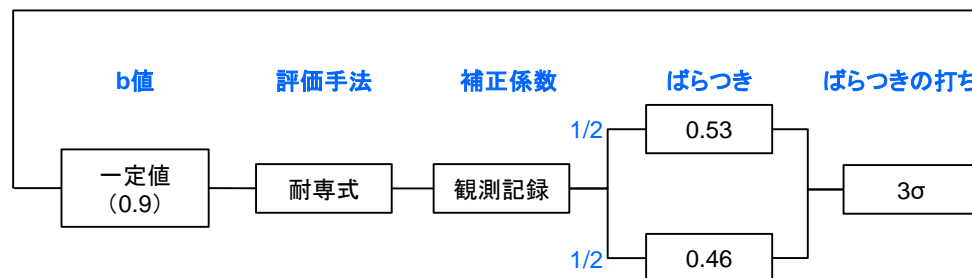 b値
評価手法
補正係数
ばらつき
ばらつきの打ち
1/2
0.53
一定値
（0.9）
耐専式
観測記録
3σ
1/2
0.46